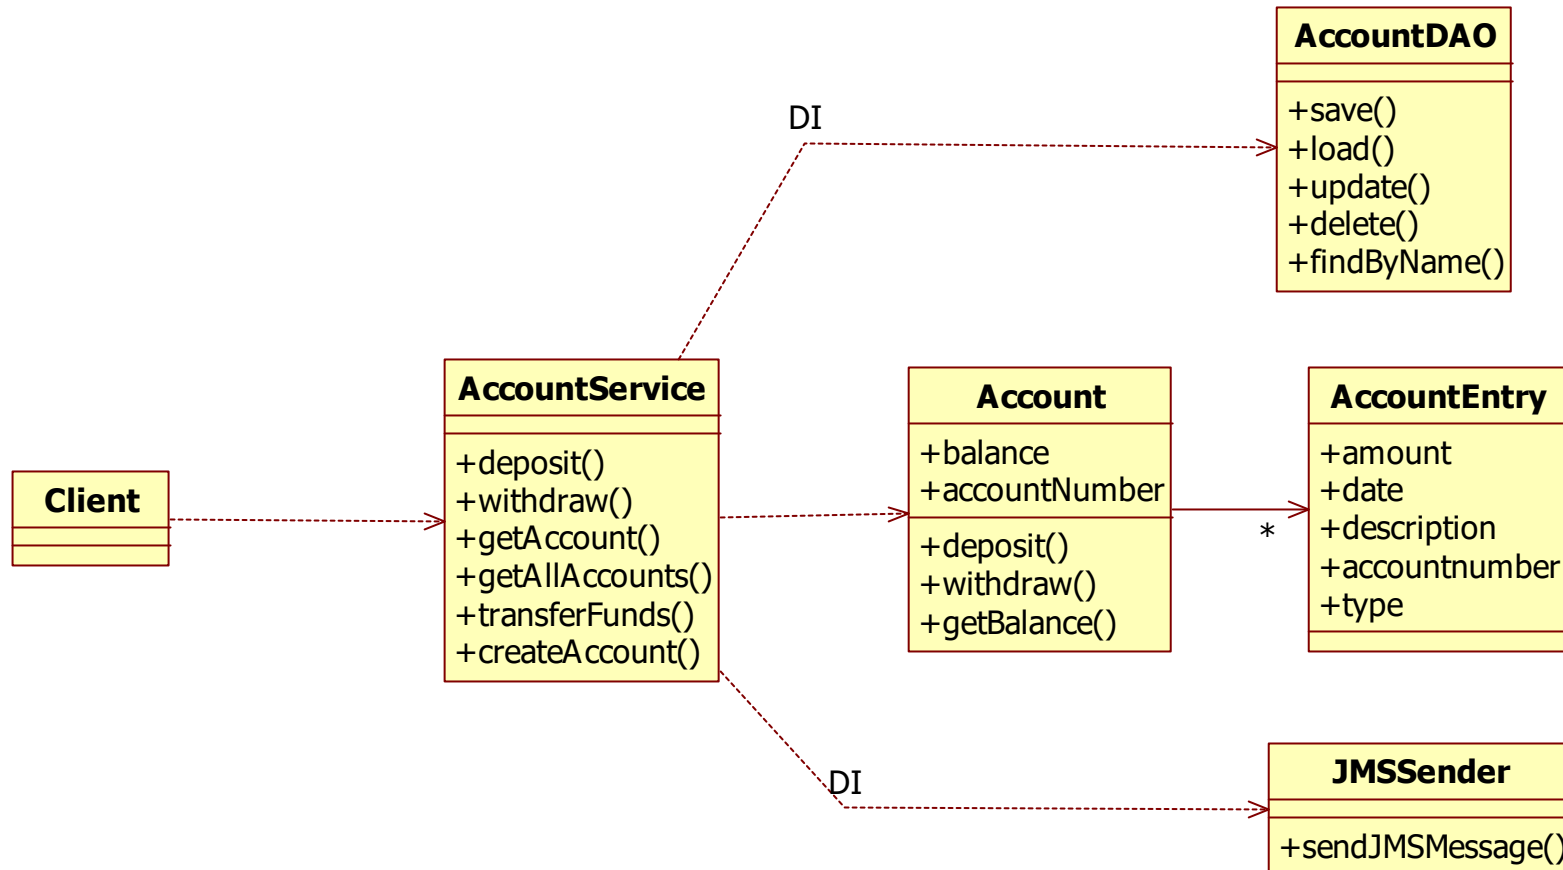 AccountDAO
+save()
+load()
+update()
+delete()
+findByName()
DI
AccountService
+deposit()
+withdraw()
+getAccount()
+getAllAccounts()
+transferFunds()
+createAccount()
Client
Account
+balance
+accountNumber
+deposit()
+withdraw()
+getBalance()
*
AccountEntry
+amount
+date
+description
+accountnumber
+type
DI
JMSSender
+sendJMSMessage()